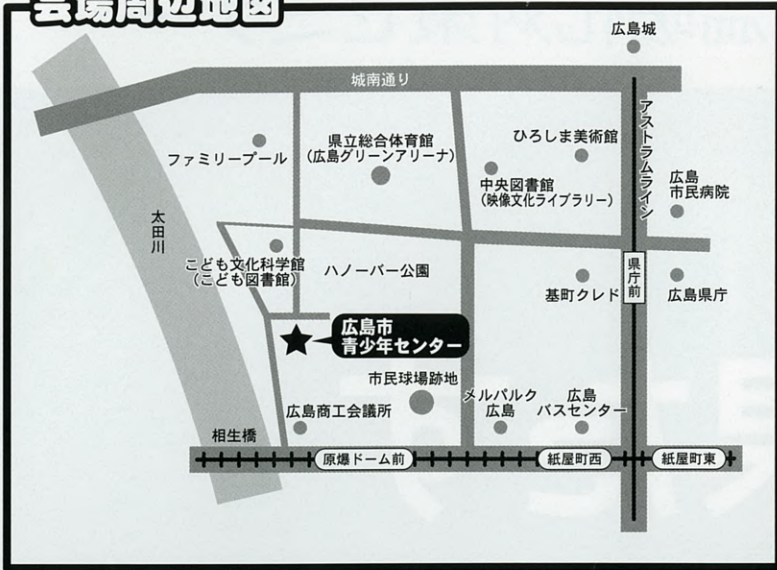 会場周辺地図
広島城
城南通り
アストラムライン
ファミリープール
県立総合体育館
(広島グリーンアリーナ)
ひろしま美術館
中央図書館
(映像文化ライブラリー)
広島
市民病院
太田川
こども文化科学館
(こども図書館)
ハノーバー公園
県庁前
基町クレド
広島県庁
広島市
青少年センター
市民球場跡地
メルパルク
広島
広島
バスセンター
広島商工会議所
相生橋
原爆ドーム前
紙屋町西
紙屋町東